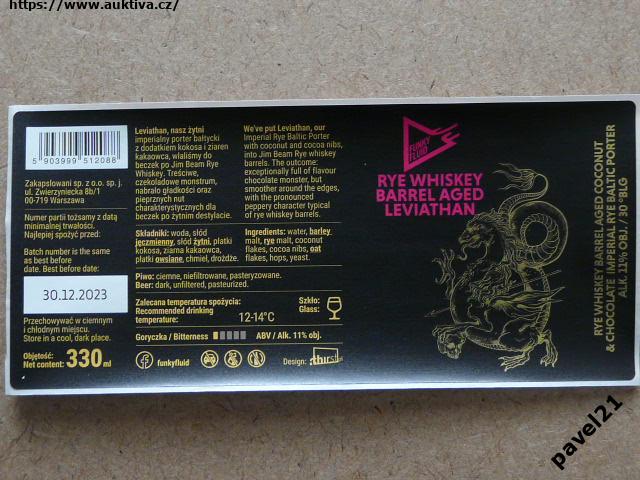 https://www.auktiva.cz/
5 903999 512088
Zakapslowani sp. z o.o. sp. j.
ul. Zwierzyniecka 8b/1
00-719 Warszawa
Numer partii tożsamy z datą
minimalnej trwałości.
Najlepiej spożyć przed:
Batch number is the same
as best before
date. Best before date:
30.12.2023
Przechowywać w ciemnym
i chłodnym miejscu.
Store in a cool, dark place.
Objętość:
Net content: 330 ml
Leviathan, nasz żytni
imperialny porter bałtycki
z dodatkiem kokosa i ziaren
kakaowca, wlaliśmy do
beczek po Jim Beam Rye
Whiskey. Treściwe,
czekoladowe monstrum,
nabrało gładkości oraz
pieprznych nut
charakterystycznych dla
beczek po żytnim destylacie.
We've put Leviathan, our
Imperial Rye Baltic Porter
with coconut and cocoa nibs,
into Jim Beam Rye whiskey
barrels. The outcome:
exceptionally full of flavour
chocolate monster, but
smoother around the edges,
with the pronounced
peppery character typical
of rye whiskey barrels.
Składniki: woda, słód
jęczmienny, słód żytni, płatki
kokosa, ziarna kakaowca,
płatki owsiane, chmiel, drożdże.
Ingredients: water, barley
malt, rye malt, coconut
flakes, cocoa nibs, oat
flakes, hops, yeast.
Piwo: ciemne, niefiltrowane, pasteryzowane.
Beer: dark, unfiltered, pasteurized.
Zalecana temperatura spożycia:
Recommended drinking
temperature: 12-14°C
Szkło:
Glass:
Goryczka / Bitterness
ABV / Alk. 11% obj.
funkyfluid
Design: thirst
FUNKY
FLUID
RYE WHISKEY
BARREL AGED
LEVIATHAN
RYE WHISKEY BARREL AGED COCONUT
& CHOCOLATE IMPERIAL RYE BALTIC PORTER
ALK. 11% OBJ. / 30 °BLG
pavel21